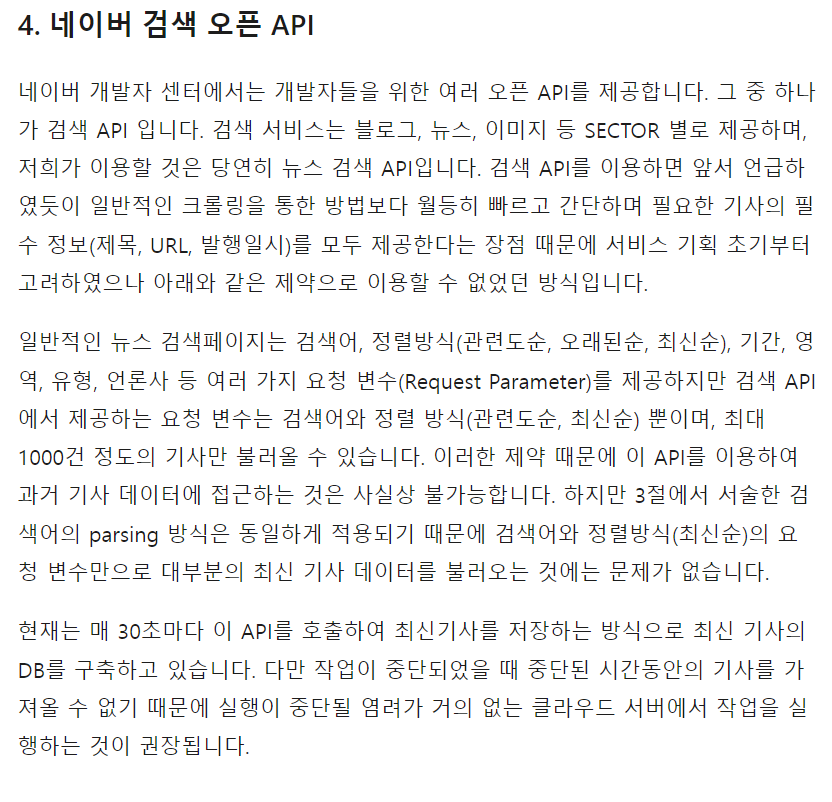 4. 네이버 검색 오픈 API
네이버 개발자 센터에서는 개발자들을 위한 여러 오픈 API를 제공합니다. 그 중 하나
가 검색 API 입니다. 검색 서비스는 블로그, 뉴스, 이미지 등 SECTOR 별로 제공하며,
저희가 이용할 것은 당연히 뉴스 검색 API입니다. 검색 API를 이용하면 앞서 언급하
였듯이 일반적인 크롤링을 통한 방법보다 월등히 빠르고 간단하며 필요한 기사의 필
수 정보(제목, URL, 발행일시)를 모두 제공한다는 장점 때문에 서비스 기획 초기부터
고려하였으나 아래와 같은 제약으로 이용할 수 없었던 방식입니다.
일반적인 뉴스 검색페이지는 검색어, 정렬방식(관련도순, 오래된순, 최신순), 기간, 영
역, 유형, 언론사 등 여러 가지 요청 변수(Request Parameter)를 제공하지만 검색 API
에서 제공하는 요청 변수는 검색어와 정렬 방식(관련도순, 최신순) 뿐이며, 최대
1000건 정도의 기사만 불러올 수 있습니다. 이러한 제약 때문에 이 API를 이용하여
과거 기사 데이터에 접근하는 것은 사실상 불가능합니다. 하지만 3절에서 서술한 검
색어의 parsing 방식은 동일하게 적용되기 때문에 검색어와 정렬방식(최신순)의 요
청 변수만으로 대부분의 최신 기사 데이터를 불러오는 것에는 문제가 없습니다.
현재는 매 30초마다 이 API를 호출하여 최신기사를 저장하는 방식으로 최신 기사의
DB를 구축하고 있습니다. 다만 작업이 중단되었을 때 중단된 시간동안의 기사를 가
져올 수 없기 때문에 실행이 중단될 염려가 거의 없는 클라우드 서버에서 작업을 실
행하는 것이 권장됩니다.